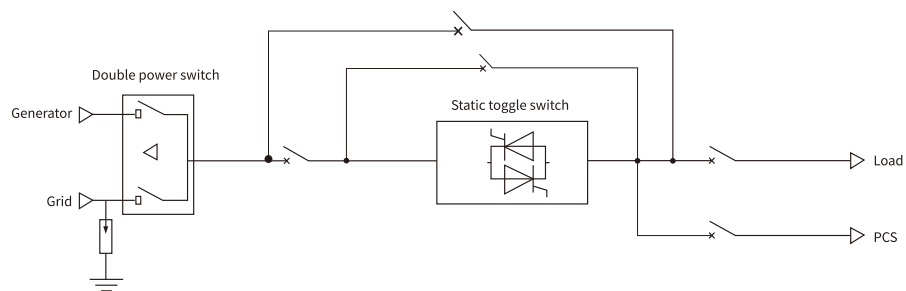 Double power switch
Generator
Static toggle switch
Load
Grid
PCS